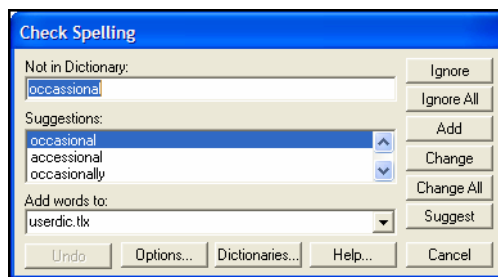 Check Spelling
Not in Dictionary:
occassional
Suggestions:
occasional
accessional
occasionally
Add words to:
userdic.tlx
Ignore
Ignore All
Add
Change
Change All
Suggest
Undo
Options...
Dictionaries...
Help...
Cancel